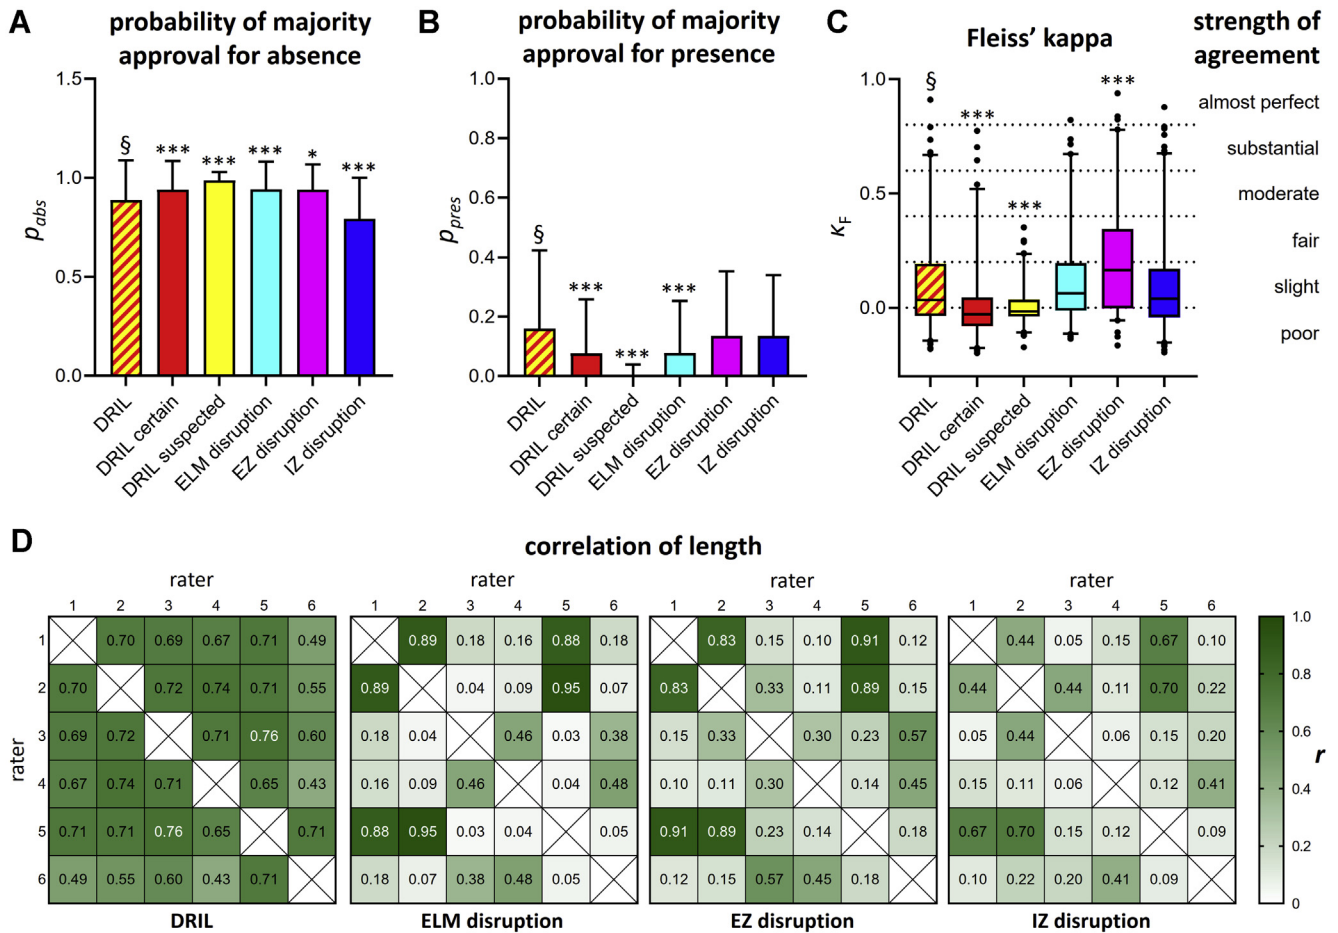 A
probability of majority
approval for absence
1.5
1.0
0.5
0.0
pabs
§
***
***
***
*
***
DRIL
DRIL certain
DRIL suspected
ELM disruption
EZ disruption
IZ disruption
B
probability of majority
approval for presence
1.0
0.8
0.6
0.4
0.2
0.0
ppres
§
***
***
***
DRIL
DRIL certain
DRIL suspected
ELM disruption
EZ disruption
IZ disruption
C
Fleiss’ kappa
1.0
0.5
0.0
κF
§
***
***
***
DRIL
DRIL certain
DRIL suspected
ELM disruption
EZ disruption
IZ disruption
strength of
agreement
almost perfect
substantial
moderate
fair
slight
poor
D
correlation of length
rater
rater
1 2 3 4 5 6
1 0.70 0.69 0.67 0.71 0.49
2 0.70 0.72 0.74 0.71 0.55
3 0.69 0.72 0.71 0.76 0.60
4 0.67 0.74 0.71 0.65 0.43
5 0.71 0.71 0.76 0.65 0.71
6 0.49 0.55 0.60 0.43 0.71
DRIL
rater
1 2 3 4 5 6
0.89 0.18 0.16 0.88 0.18
0.89 0.04 0.09 0.95 0.07
0.18 0.04 0.46 0.03 0.38
0.16 0.09 0.46 0.04 0.48
0.88 0.95 0.03 0.04 0.05
0.18 0.07 0.38 0.48 0.05
ELM disruption
rater
1 2 3 4 5 6
0.83 0.15 0.10 0.91 0.12
0.83 0.33 0.11 0.89 0.15
0.15 0.33 0.30 0.23 0.57
0.10 0.11 0.30 0.14 0.45
0.91 0.89 0.23 0.14 0.18
0.12 0.15 0.57 0.45 0.18
EZ disruption
rater
1 2 3 4 5 6
0.44 0.05 0.15 0.67 0.10
0.44 0.44 0.11 0.70 0.22
0.05 0.44 0.06 0.15 0.20
0.15 0.11 0.06 0.12 0.41
0.67 0.70 0.15 0.12 0.09
0.10 0.22 0.20 0.41 0.09
IZ disruption
1.0
0.8
0.6
0.4
0.2
0
r